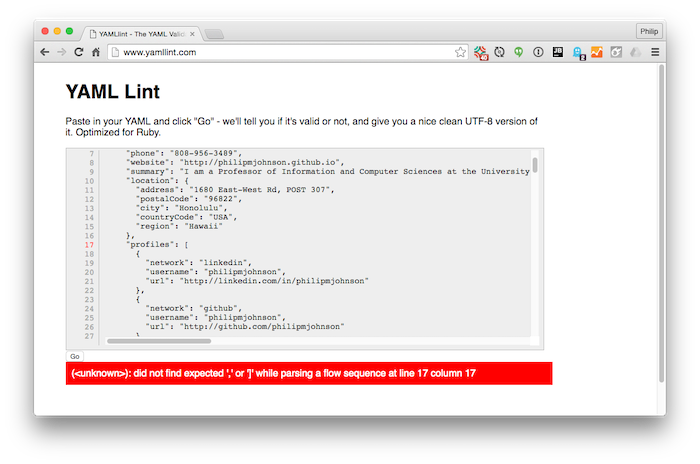 YAMLlint - The YAML Valid
Philip
www.yamllint.com
40
JB
2
YAML Lint
Paste in your YAML and click "Go" - we'll tell you if it's valid or not, and give you a nice clean UTF-8 version of
it. Optimized for Ruby.
7 "phone": "808-956-3489",
8 "website": "http://philipmjohnson.github.io",
9 "summary": "I am a Professor of Information and Computer Sciences at the University
10 "location": {
11 "address": "1680 East-West Rd, POST 307",
12 "postalCode": "96822",
13 "city": "Honolulu",
14 "countryCode": "USA",
15 "region": "Hawaii"
16 },
17 "profiles": [
18 {
19 "network": "linkedin",
20 "username": "philipmjohnson",
21 "url": "http://linkedin.com/in/philipmjohnson"
22 },
23 {
24 "network": "github",
25 "username": "philipmjohnson",
26 "url": "http://github.com/philipmjohnson"
27 }
Go
(<unknown>): did not find expected ',' or ']' while parsing a flow sequence at line 17 column 17